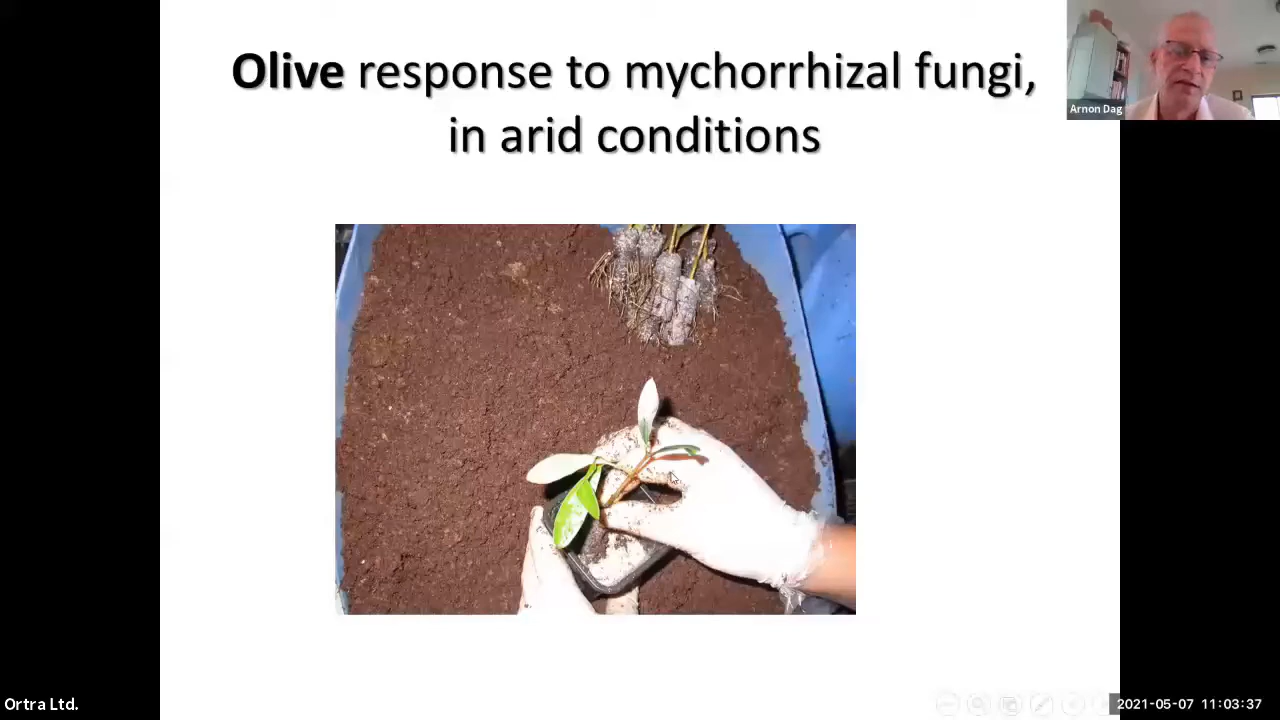 Olive response to mychorrhizal fungi,
in arid conditions
Arnon Dag
Ortra Ltd.
2021-05-07 11:03:37